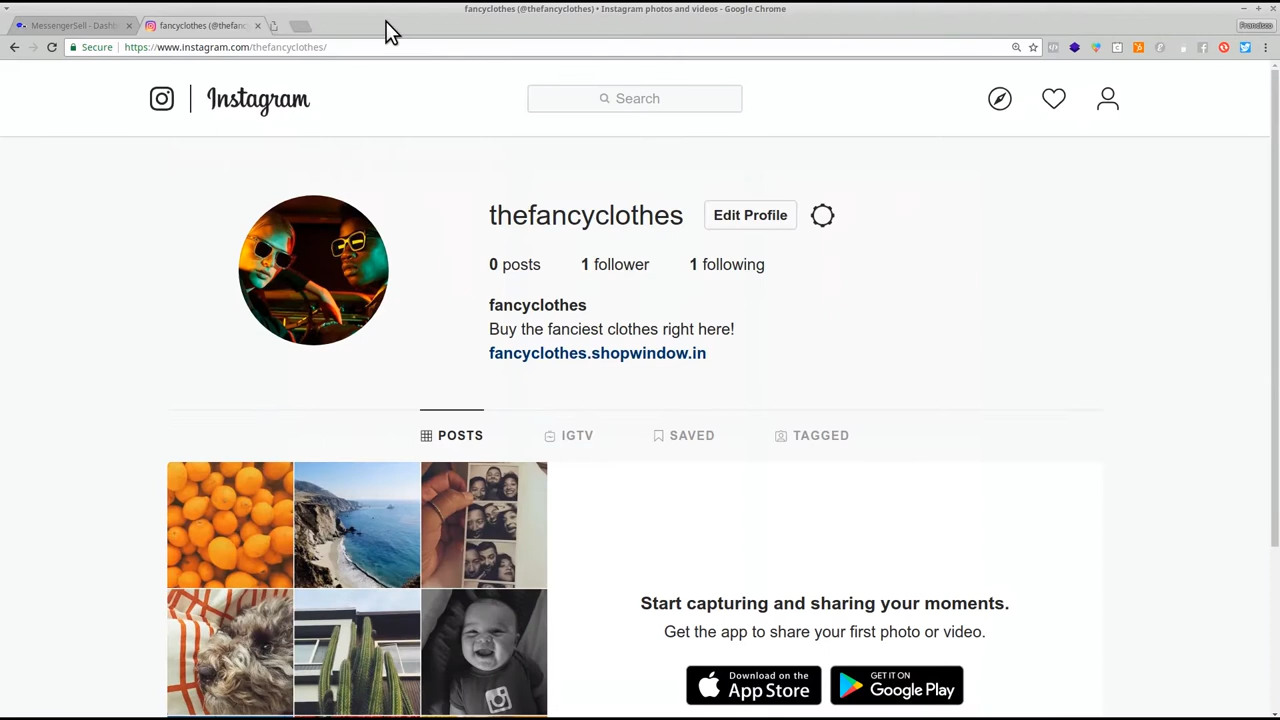 fancyclothes (@thefancyclothes) • Instagram photos and videos - Google Chrome
MessengerSell - Dash
fancyclothes (@thefanc
Francisco
Secure
https://www.instagram.com/thefancyclothes/
Instagram
Search
thefancyclothes
Edit Profile
0 posts
1 follower
1 following
fancyclothes
Buy the fanciest clothes right here!
fancyclothes.shopwindow.in
POSTS
IGTV
SAVED
TAGGED
Start capturing and sharing your moments.
Get the app to share your first photo or video.
Download on the
App Store
GET IT ON
Google Play